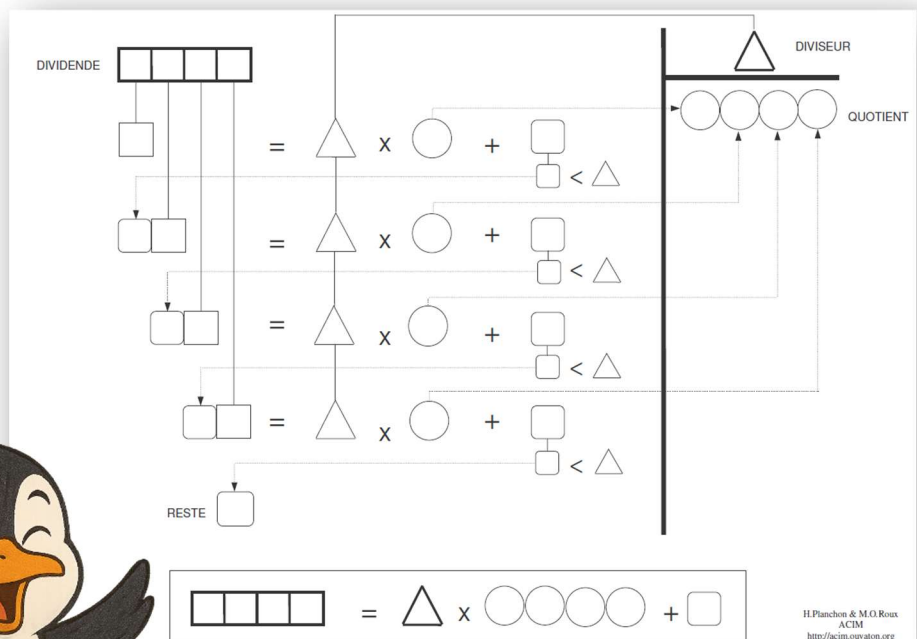 DIVIDENDE
DIVISEUR
QUOTIENT
= x +
<
= x +
<
= x +
<
= x +
<
RESTE
= x +
H.Planchon & M.O.Roux
ACIM
http://acim.ouvaton.org